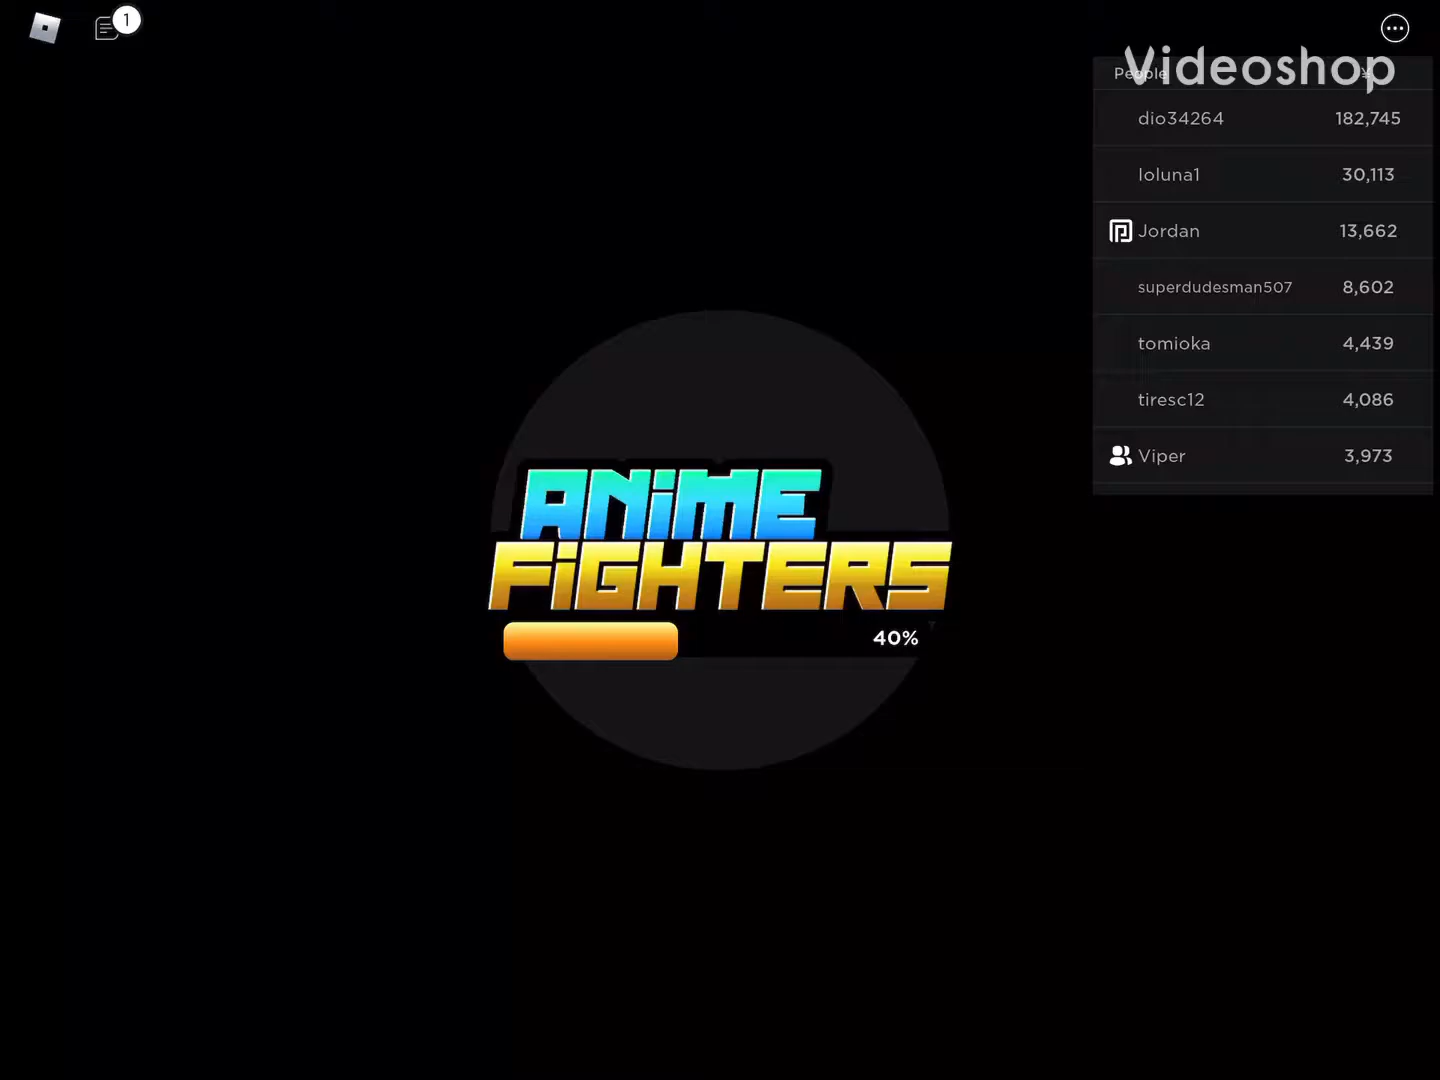 1
Videoshop
People ¥
dio34264 182,745
loluna1 30,113
Jordan 13,662
superdudesman507 8,602
tomioka 4,439
tiresc12 4,086
Viper 3,973
ANiME
FiGHTERS
40%